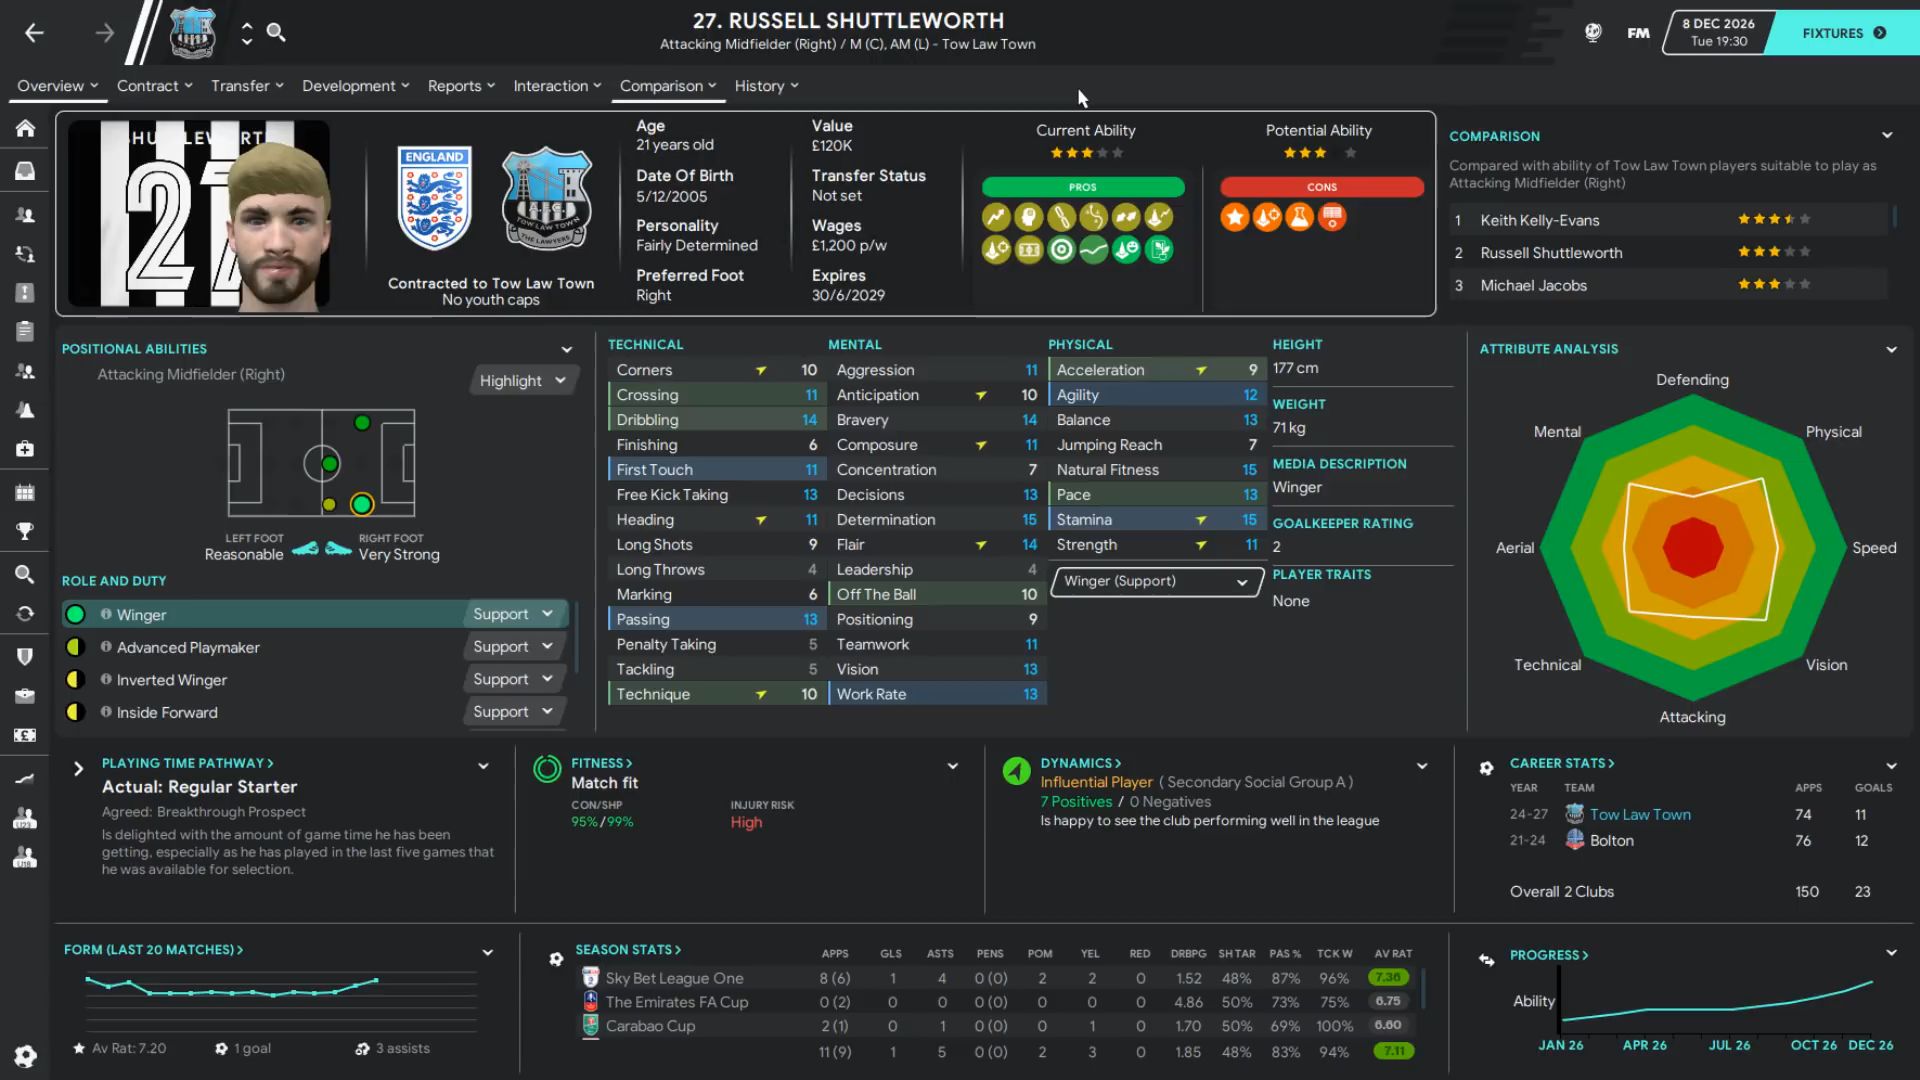 27. RUSSELL SHUTTLEWORTH
Attacking Midfielder (Right) / M (C), AM (L) - Tow Law Town
FM
8 DEC 2026
Tue 19:30
FIXTURES
Overview
Contract
Transfer
Development
Reports
Interaction
Comparison
History
27
ENGLAND
TOW LAW TOWN
THE LAWYERS
Contracted to Tow Law Town
No youth caps
Age
21 years old
Date Of Birth
5/12/2005
Personality
Fairly Determined
Preferred Foot
Right
Value
£120K
Transfer Status
Not set
Wages
£1,200 p/w
Expires
30/6/2029
Current Ability
PROS
Potential Ability
CONS
COMPARISON
Compared with ability of Tow Law Town players suitable to play as
Attacking Midfielder (Right)
1 Keith Kelly-Evans
2 Russell Shuttleworth
3 Michael Jacobs
POSITIONAL ABILITIES
Attacking Midfielder (Right)
Highlight
LEFT FOOT
Reasonable
RIGHT FOOT
Very Strong
ROLE AND DUTY
Winger Support
Advanced Playmaker Support
Inverted Winger Support
Inside Forward Support
TECHNICAL
Corners 10
Crossing 11
Dribbling 14
Finishing 6
First Touch 11
Free Kick Taking 13
Heading 11
Long Shots 9
Long Throws 4
Marking 6
Passing 13
Penalty Taking 5
Tackling 5
Technique 10
MENTAL
Aggression 11
Anticipation 10
Bravery 14
Composure 11
Concentration 7
Decisions 13
Determination 15
Flair 14
Leadership 4
Off The Ball 10
Positioning 9
Teamwork 11
Vision 13
Work Rate 13
PHYSICAL
Acceleration 9
Agility 12
Balance 13
Jumping Reach 7
Natural Fitness 15
Pace 13
Stamina 15
Strength 11
Winger (Support)
HEIGHT
177 cm
WEIGHT
71 kg
MEDIA DESCRIPTION
Winger
GOALKEEPER RATING
2
PLAYER TRAITS
None
ATTRIBUTE ANALYSIS
Defending
Mental
Physical
Aerial
Speed
Technical
Vision
Attacking
PLAYING TIME PATHWAY >
Actual: Regular Starter
Agreed: Breakthrough Prospect
Is delighted with the amount of game time he has been
getting, especially as he has played in the last five games that
he was available for selection.
FITNESS >
Match fit
CON/SHP
95%/99%
INJURY RISK
High
DYNAMICS >
Influential Player ( Secondary Social Group A )
7 Positives / 0 Negatives
Is happy to see the club performing well in the league
CAREER STATS >
YEAR TEAM APPS GOALS
24-27 Tow Law Town 74 11
21-24 Bolton 76 12
Overall 2 Clubs 150 23
FORM (LAST 20 MATCHES) >
Av Rat: 7.20
1 goal
3 assists
SEASON STATS >
APPS GLS ASTS PENS POM YEL RED DRBPG SH TAR PAS % TCK W AV RAT
Sky Bet League One 8 (6) 1 4 0 (0) 2 2 0 1.52 48% 87% 96% 7.36
The Emirates FA Cup 0 (2) 0 0 0 (0) 0 0 0 4.86 50% 73% 75% 6.75
Carabao Cup 2 (1) 0 1 0 (0) 0 1 0 1.70 50% 69% 100% 6.60
11 (9) 1 5 0 (0) 2 3 0 1.85 48% 83% 94% 7.11
PROGRESS >
Ability
JAN 26
APR 26
JUL 26
OCT 26
DEC 26